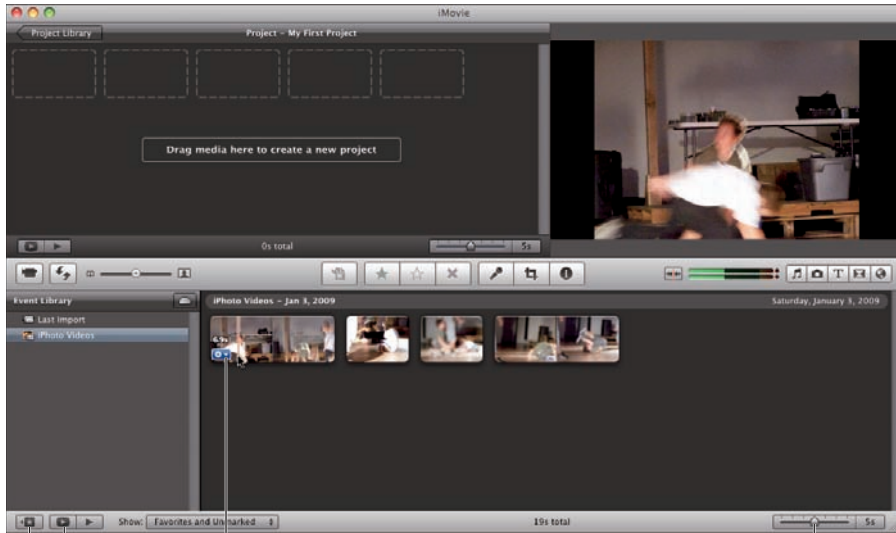 iMovie
Project Library
Project – My First Project
Drag media here to create a new project
0s total
5s
Event Library
iPhoto Videos – Jan 3, 2009
Saturday, January 3, 2009
Last Import
iPhoto Videos
6.9s
Show:
Favorites and Unmarked
19s total
5s